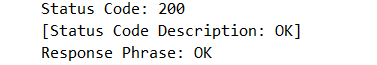 Status Code: 200
[Status Code Description: OK]
Response Phrase: OK